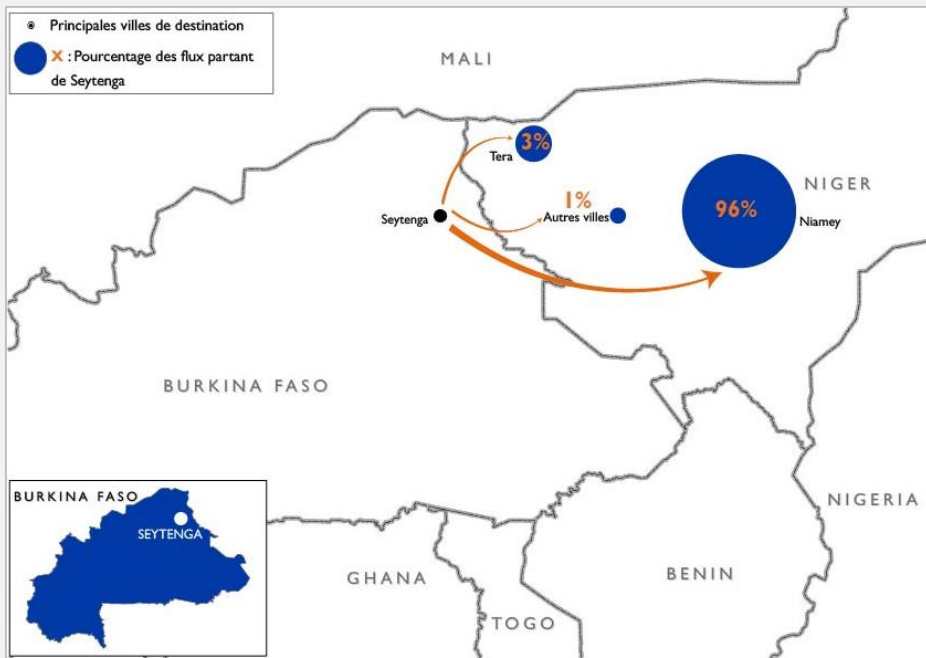 Principales villes de destination
X : Pourcentage des flux partant
de Seytenga
MALI
3%
Tera
NIGER
1%
Autres villes
Seytenga
96%
Niamey
BURKINA FASO
BURKINA FASO
SEYTENGA
NIGERIA
GHANA
BENIN
TOGO